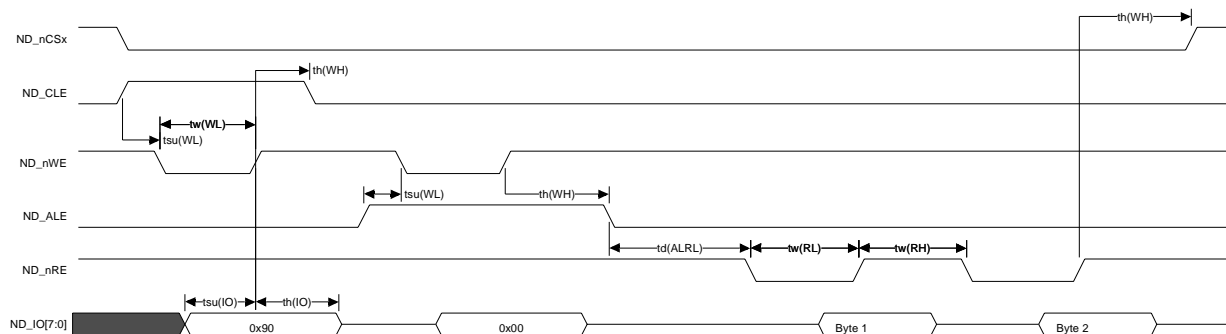 th(WH)
ND_nCSx
th(WH)
ND_CLE
tw(WL)
tsu(WL)
ND_nWE
tsu(WL)
th(WH)
ND_ALE
td(ALRL)
tw(RL)
tw(RH)
ND_nRE
tsu(IO)
th(IO)
ND_IO[7:0]
0x90
0x00
Byte 1
Byte 2